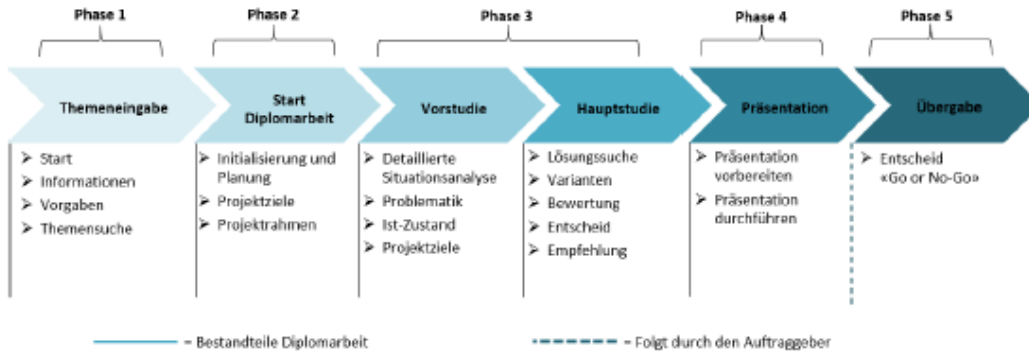 Phase 1
Phase 2
Phase 3
Phase 4
Phase 5
Themeneingabe
Start
Diplomarbeit
Vorstudie
Hauptstudie
Präsentation
Übergabe
➢ Start
➢ Informationen
➢ Vorgaben
➢ Themensuche
➢ Initialisierung und
Planung
➢ Projektziele
➢ Projektrahmen
➢ Detaillierte
Situationsanalyse
➢ Problematik
➢ Ist-Zustand
➢ Projektziele
➢ Lösungssuche
➢ Varianten
➢ Bewertung
➢ Entscheid
➢ Empfehlung
➢ Präsentation
vorbereiten
➢ Präsentation
durchführen
➢ Entscheid
«Go or No-Go»
= Bestandteile Diplomarbeit
= Folgt durch den Auftraggeber